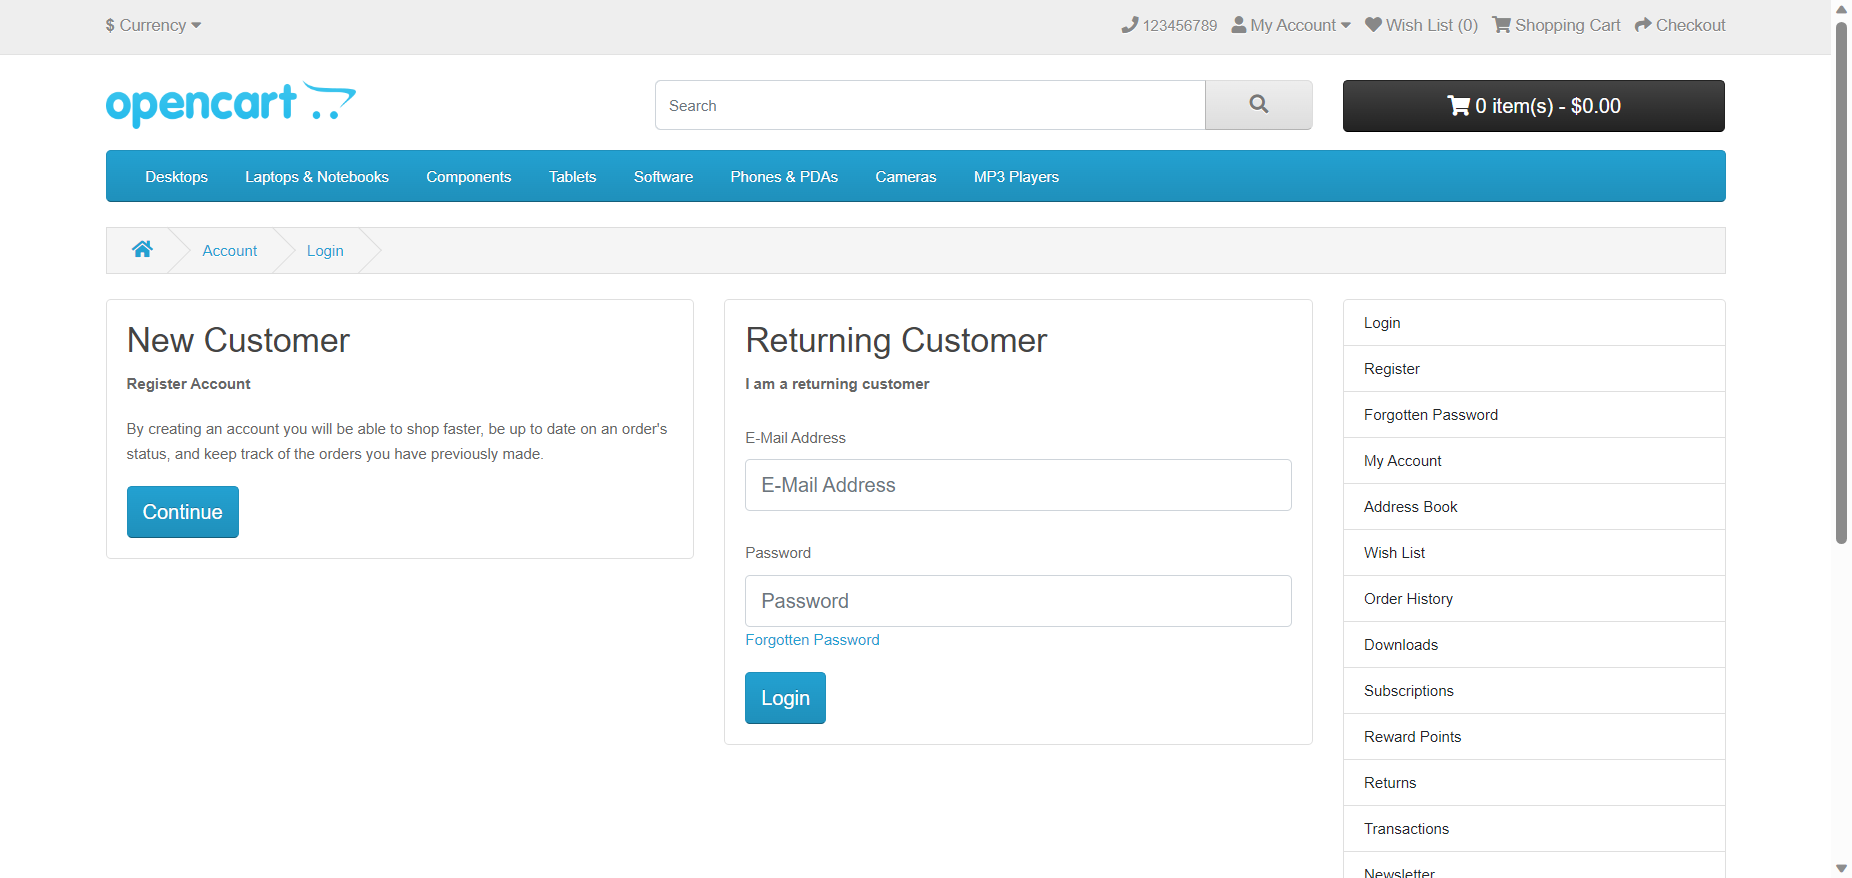 $ Currency
123456789
My Account
Wish List (0)
Shopping Cart
Checkout
opencart
Search
0 item(s) - $0.00
Desktops
Laptops & Notebooks
Components
Tablets
Software
Phones & PDAs
Cameras
MP3 Players
Account
Login
New Customer
Register Account
By creating an account you will be able to shop faster, be up to date on an order's
status, and keep track of the orders you have previously made.
Continue
Returning Customer
I am a returning customer
E-Mail Address
E-Mail Address
Password
Password
Forgotten Password
Login
Login
Register
Forgotten Password
My Account
Address Book
Wish List
Order History
Downloads
Subscriptions
Reward Points
Returns
Transactions
Newsletter